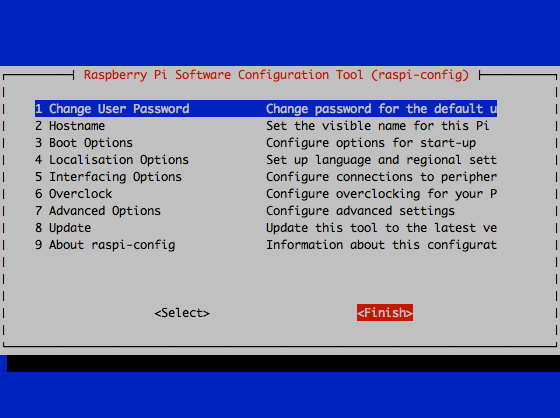 Raspberry Pi Software Configuration Tool (raspi-config)
1 Change User Password Change password for the default u
2 Hostname Set the visible name for this Pi
3 Boot Options Configure options for start-up
4 Localisation Options Set up language and regional sett
5 Interfacing Options Configure connections to peripher
6 Overclock Configure overclocking for your P
7 Advanced Options Configure advanced settings
8 Update Update this tool to the latest ve
9 About raspi-config Information about this configurat
<Select> <Finish>